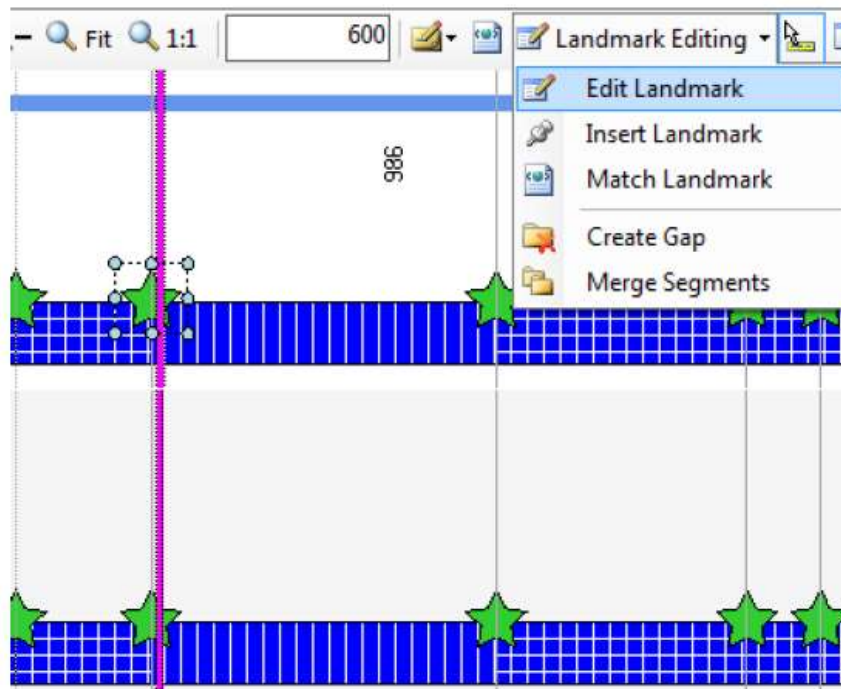 Fit 1:1 600 Landmark Editing
Edit Landmark
986
Insert Landmark
Match Landmark
Create Gap
Merge Segments